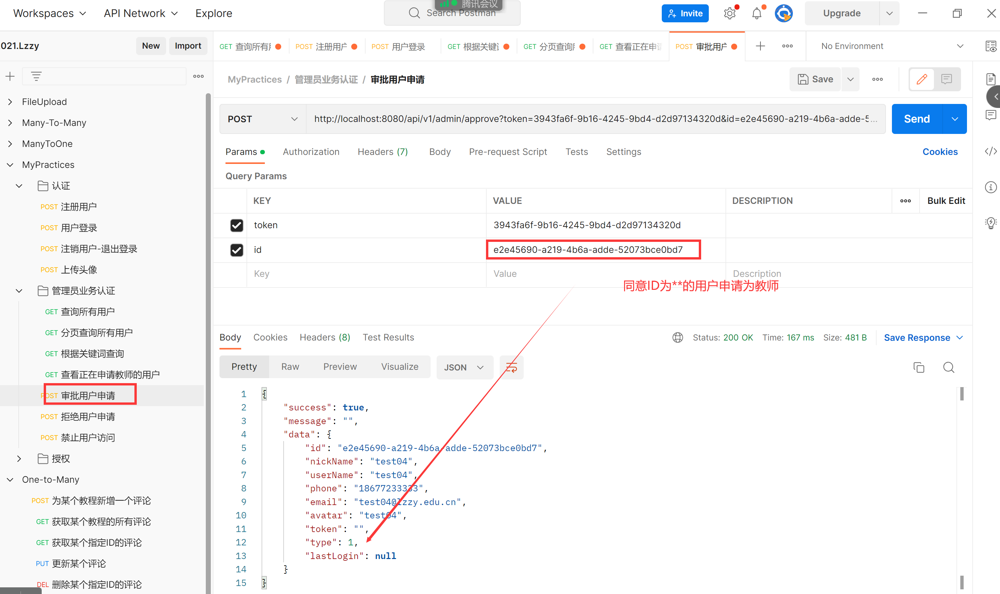 腾讯会议
Workspaces API Network Explore Search Postman Invite Upgrade
021.Lzzy New Import
GET 查询所有用 POST 注册用户 POST 用户登录 GET 根据关键 GET 分页查询 GET 查看正在申 POST 审批用户 No Environment
MyPractices / 管理员业务认证 / 审批用户申请 Save
FileUpload
Many-To-Many
ManyToOne
MyPractices
认证
POST 注册用户
POST 用户登录
POST 注销用户-退出登录
POST 上传头像
管理员业务认证
GET 查询所有用户
GET 分页查询所有用户
GET 根据关键词查询
GET 查看正在申请教师的用户
POST 审批用户申请
POST 拒绝用户申请
POST 禁止用户访问
授权
One-to-Many
POST 为某个教程新增一个评论
GET 获取某个教程的所有评论
GET 获取某个指定ID的评论
PUT 更新某个评论
DEL 删除某个指定ID的评论
POST http://localhost:8080/api/v1/admin/approve?token=3943fa6f-9b16-4245-9bd4-d2d97134320d&id=e2e45690-a219-4b6a-adde-5... Send
Params Authorization Headers (7) Body Pre-request Script Tests Settings Cookies
Query Params
KEY VALUE DESCRIPTION Bulk Edit
token 3943fa6f-9b16-4245-9bd4-d2d97134320d
id e2e45690-a219-4b6a-adde-52073bce0bd7
Key Value Description
同意ID为**的用户申请为教师
Body Cookies Headers (8) Test Results Status: 200 OK Time: 167 ms Size: 481 B Save Response
Pretty Raw Preview Visualize JSON
1 {
2 "success": true,
3 "message": "",
4 "data": {
5 "id": "e2e45690-a219-4b6a-adde-52073bce0bd7",
6 "nickName": "test04",
7 "userName": "test04",
8 "phone": "18677233333",
9 "email": "test04@lzzy.edu.cn",
10 "avatar": "test04",
11 "token": "",
12 "type": 1,
13 "lastLogin": null
14 }
15 }